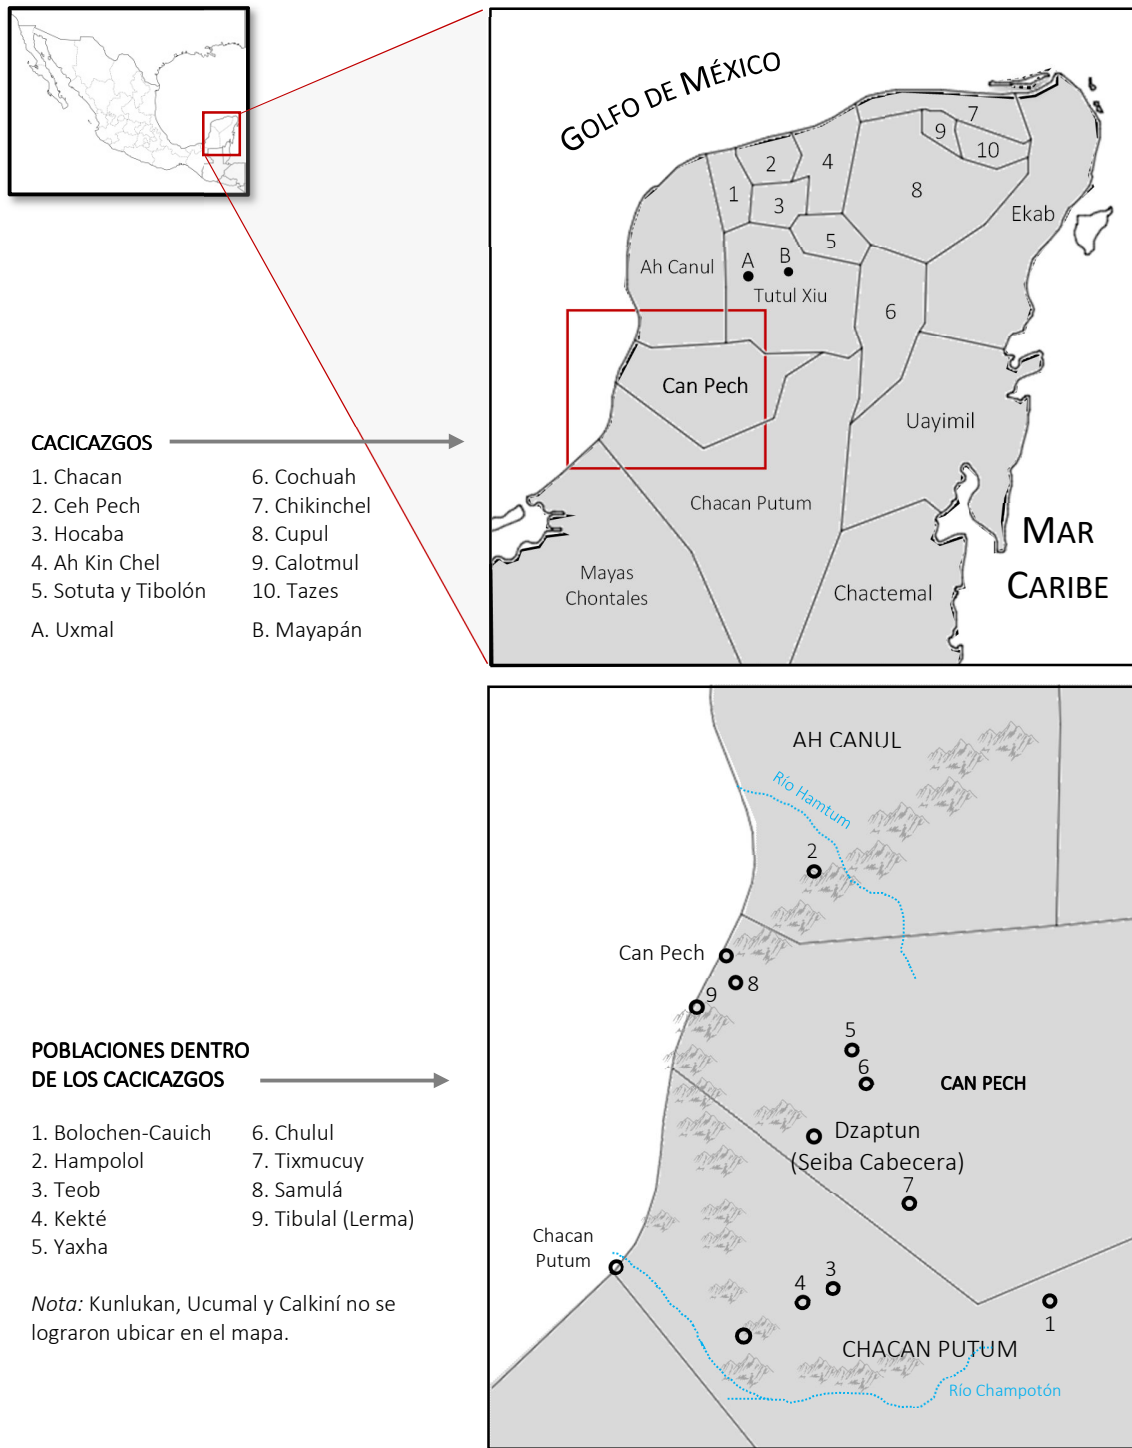 GOLFO DE MÉXICO
7
9
10
2
4
1
3
8
Ekab
5
Ah Canul
A
B
Tutul Xiu
6
Can Pech
Uayimil
Chacan Putum
MAR
CARIBE
Mayas
Chontales
Chactemal
CACICAZGOS
1. Chacan
2. Ceh Pech
3. Hocaba
4. Ah Kin Chel
5. Sotuta y Tibolón
6. Cochuah
7. Chikinchel
8. Cupul
9. Calotmul
10. Tazes
A. Uxmal
B. Mayapán
AH CANUL
Río Hamtum
2
Can Pech
8
9
5
6
CAN PECH
Dzaptun
(Seiba Cabecera)
7
Chacan
Putum
3
4
1
CHACAN PUTUM
Río Champotón
POBLACIONES DENTRO
DE LOS CACICAZGOS
1. Bolochen-Cauich
2. Hampolol
3. Teob
4. Kekté
5. Yaxha
6. Chulul
7. Tixmucuy
8. Samulá
9. Tibulal (Lerma)
Nota: Kunlukan, Ucumal y Calkiní no se
lograron ubicar en el mapa.